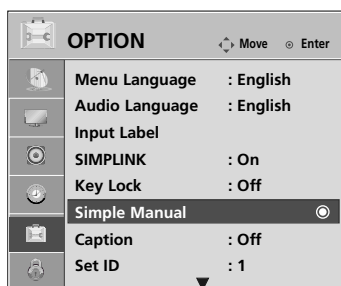 OPTION Move Enter
Menu Language : English
Audio Language : English
Input Label
SIMPLINK : On
Key Lock : Off
Simple Manual
Caption : Off
Set ID : 1